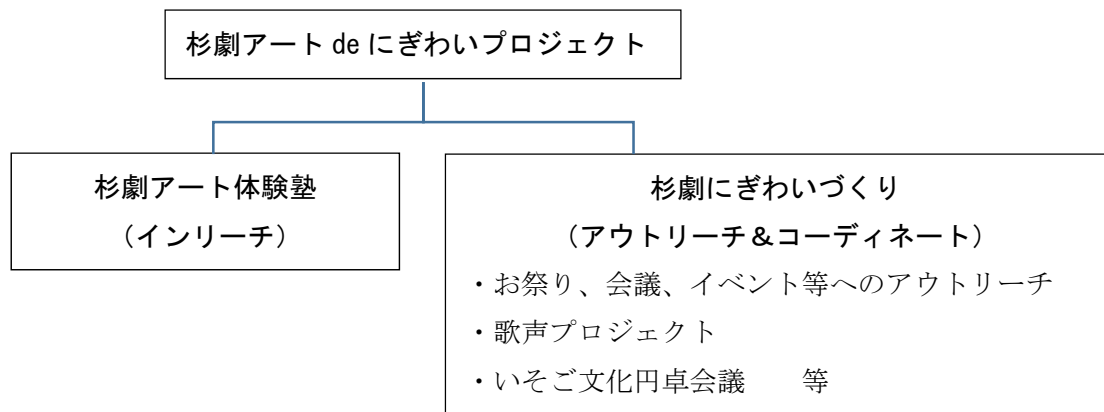 杉劇アート de にぎわいプロジェクト
杉劇アート体験塾
（インリーチ）
杉劇にぎわいづくり
（アウトリーチ＆コーディネート）
・お祭り、会議、イベント等へのアウトリーチ
・歌声プロジェクト
・いそご文化円卓会議　　等